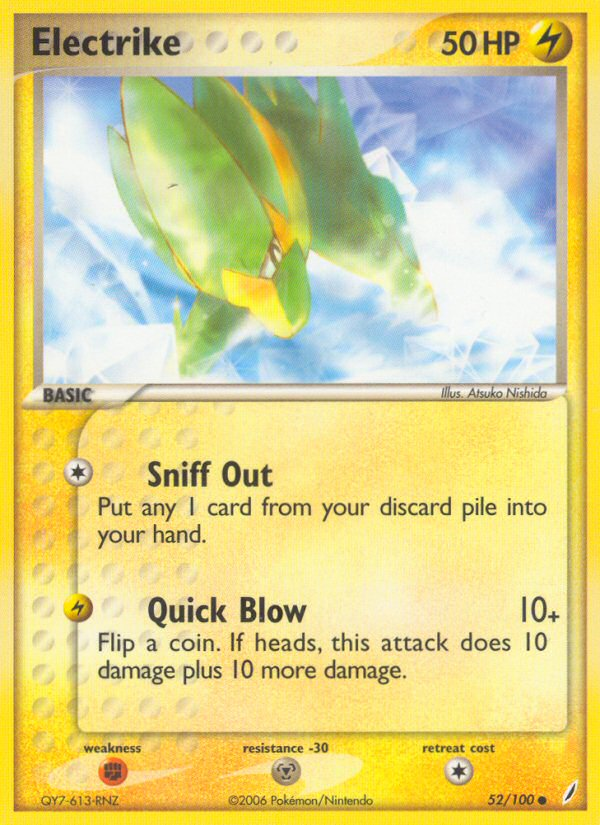 Electrike 50 HP
BASIC
Illus. Atsuko Nishida
Sniff Out
Put any 1 card from your discard pile into
your hand.
Quick Blow 10+
Flip a coin. If heads, this attack does 10
damage plus 10 more damage.
weakness resistance -30 retreat cost
QY7-613-RNZ ©2006 Pokémon/Nintendo 52/100